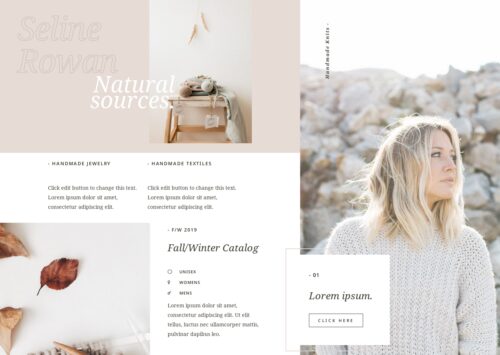 Seline
Rowan
Natural
sources.
Handmade Knits -
- HANDMADE JEWELRY
- HANDMADE TEXTILES
Click edit button to change this text.
Lorem ipsum dolor sit amet,
consectetur adipiscing elit.
Click edit button to change this text.
Lorem ipsum dolor sit amet,
consectetur adipiscing elit.
- F/W 2019
Fall/Winter Catalog
UNISEX
WOMENS
MENS
Lorem ipsum dolor sit amet,
consectetur adipiscing elit. Ut elit
tellus, luctus nec ullamcorper mattis,
pulvinar dapibus leo.
- 01
Lorem ipsum.
CLICK HERE